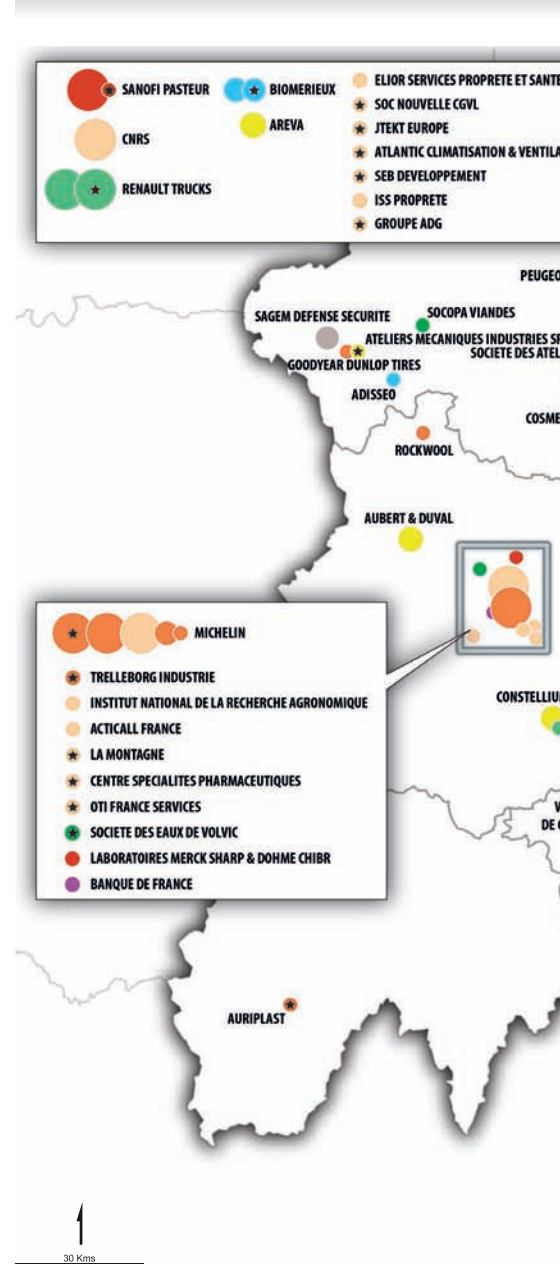 SANOFI PASTEUR
CNRS
RENAULT TRUCKS
BIOMERIEUX
AREVA
ELIOR SERVICES PROPRETE ET SANTE
SOC NOUVELLE CGVL
JTEKT EUROPE
ATLANTIC CLIMATISATION & VENTILA
SEB DEVELOPPEMENT
ISS PROPRETE
GROUPE ADG
PEUGEO
SAGEM DEFENSE SECURITE
SOCOPA VIANDES
ATELIERS MECANIQUES INDUSTRIES SP
SOCIETE DES ATEL
GOODYEAR DUNLOP TIRES
ADISSEO
COSME
ROCKWOOL
AUBERT & DUVAL
MICHELIN
TRELLEBORG INDUSTRIE
INSTITUT NATIONAL DE LA RECHERCHE AGRONOMIQUE
ACTICALL FRANCE
LA MONTAGNE
CENTRE SPECIALITES PHARMACEUTIQUES
OTI FRANCE SERVICES
SOCIETE DES EAUX DE VOLVIC
LABORATOIRES MERCK SHARP & DOHME CHIBR
BANQUE DE FRANCE
CONSTELLIU
V
DE
AURIPLAST
30 Kms